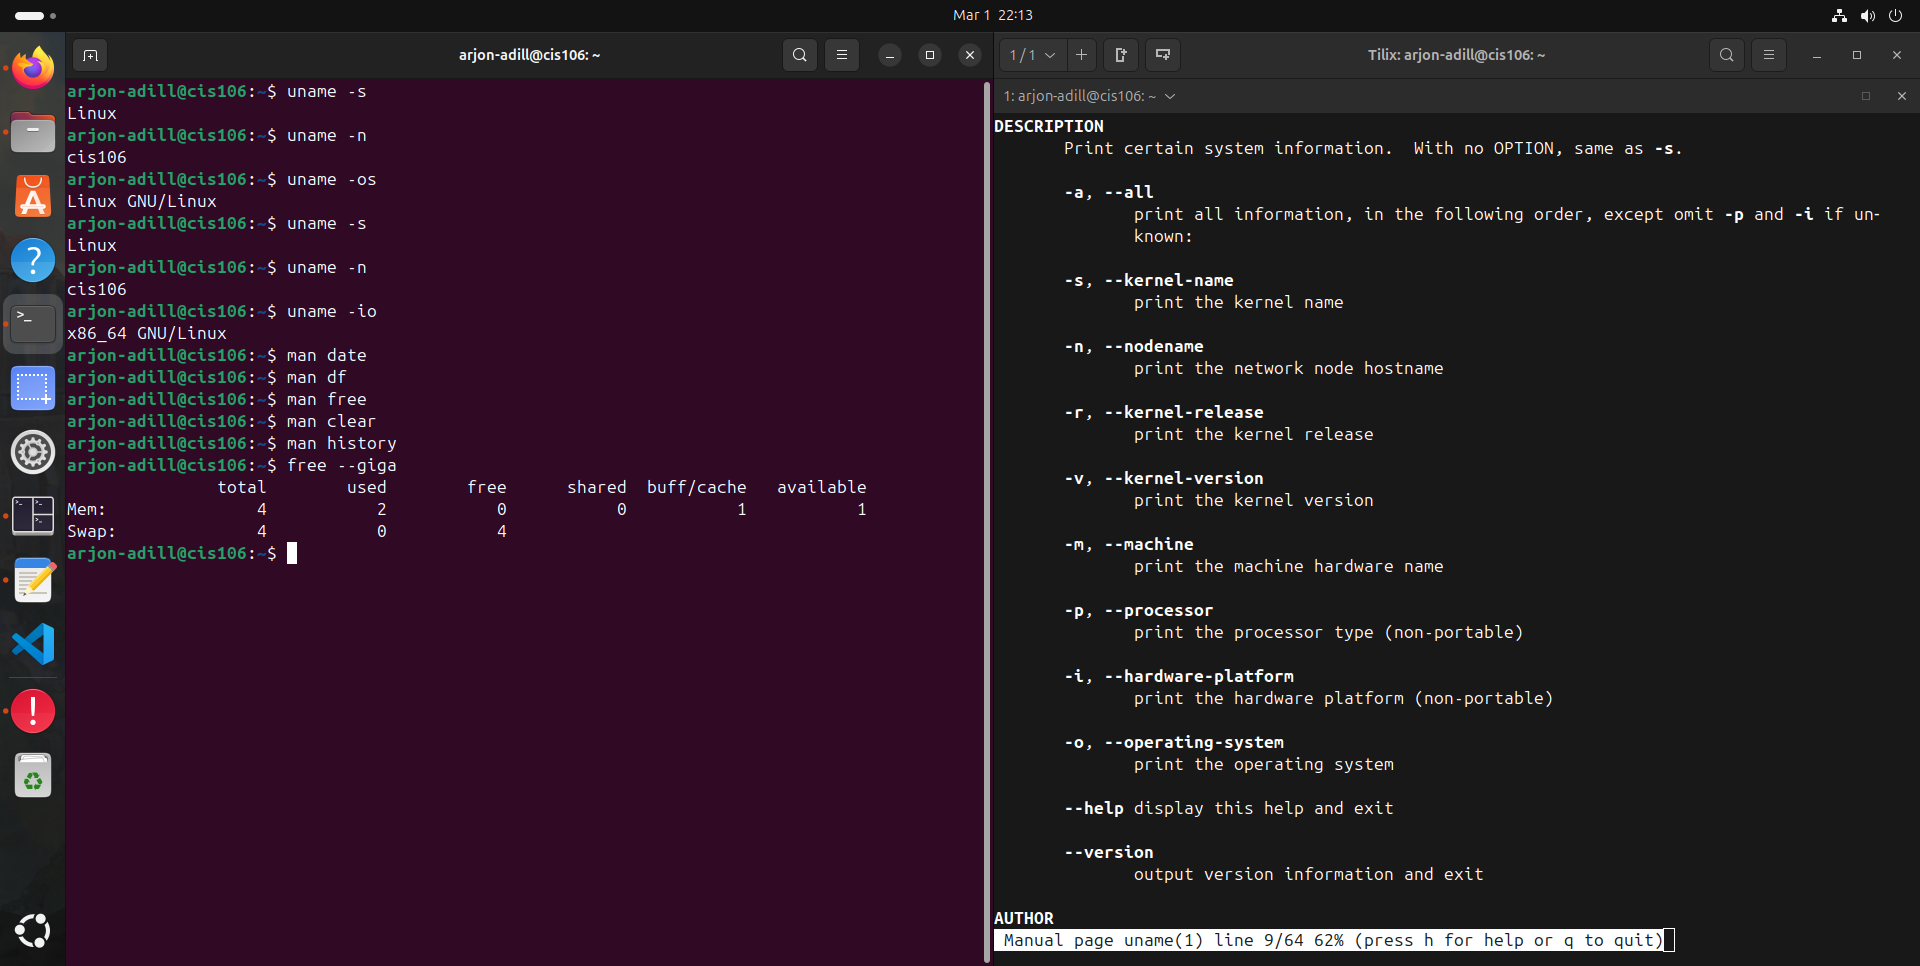 Mar 1 22:13
arjon-adill@cis106: ~
arjon-adill@cis106:~$ uname -s
Linux
arjon-adill@cis106:~$ uname -n
cis106
arjon-adill@cis106:~$ uname -os
Linux GNU/Linux
arjon-adill@cis106:~$ uname -s
Linux
arjon-adill@cis106:~$ uname -n
cis106
arjon-adill@cis106:~$ uname -io
x86_64 GNU/Linux
arjon-adill@cis106:~$ man date
arjon-adill@cis106:~$ man df
arjon-adill@cis106:~$ man free
arjon-adill@cis106:~$ man clear
arjon-adill@cis106:~$ man history
arjon-adill@cis106:~$ free --giga
               total        used        free      shared  buff/cache   available
Mem:               4           2           0           0           1           1
Swap:              4           0           4
arjon-adill@cis106:~$
1 / 1
Tilix: arjon-adill@cis106: ~
1: arjon-adill@cis106: ~
DESCRIPTION
       Print certain system information.  With no OPTION, same as -s.
       -a, --all
              print all information, in the following order, except omit -p and -i if un-
              known:
       -s, --kernel-name
              print the kernel name
       -n, --nodename
              print the network node hostname
       -r, --kernel-release
              print the kernel release
       -v, --kernel-version
              print the kernel version
       -m, --machine
              print the machine hardware name
       -p, --processor
              print the processor type (non-portable)
       -i, --hardware-platform
              print the hardware platform (non-portable)
       -o, --operating-system
              print the operating system
       --help display this help and exit
       --version
              output version information and exit
AUTHOR
 Manual page uname(1) line 9/64 62% (press h for help or q to quit)